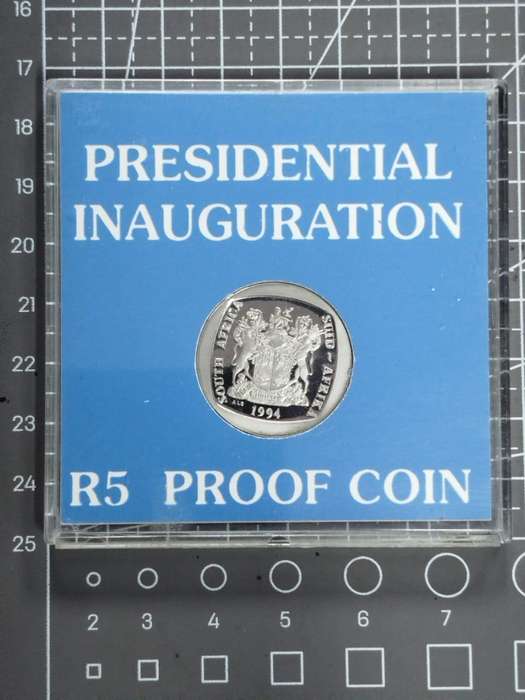 16
17
18
19
20
21
22
23
24
25
PRESIDENTIAL
INAUGURATION
SOUTH AFRICA
SUID-AFRIKA
ALS
1994
R5 PROOF COIN
2 3 4 5 6 7